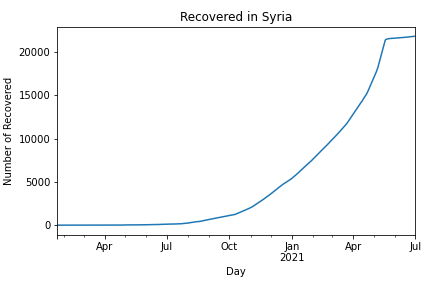 Recovered in Syria
Number of Recovered
20000
15000
10000
5000
0
Apr
Jul
Oct
Jan
2021
Apr
Jul
Day